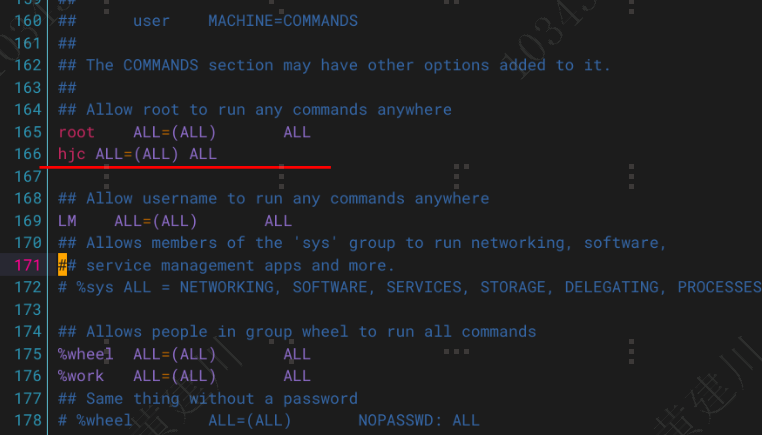 160 ##      user    MACHINE=COMMANDS
161 ##
162 ## The COMMANDS section may have other options added to it.
163 ##
164 ## Allow root to run any commands anywhere
165 root    ALL=(ALL)       ALL
166 hjc ALL=(ALL) ALL
167
168 ## Allow username to run any commands anywhere
169 LM    ALL=(ALL)       ALL
170 ## Allows members of the 'sys' group to run networking, software,
171 ## service management apps and more.
172 # %sys ALL = NETWORKING, SOFTWARE, SERVICES, STORAGE, DELEGATING, PROCESSES
173
174 ## Allows people in group wheel to run all commands
175 %wheel  ALL=(ALL)       ALL
176 %work   ALL=(ALL)       ALL
177 ## Same thing without a password
178 # %wheel        ALL=(ALL)       NOPASSWD: ALL